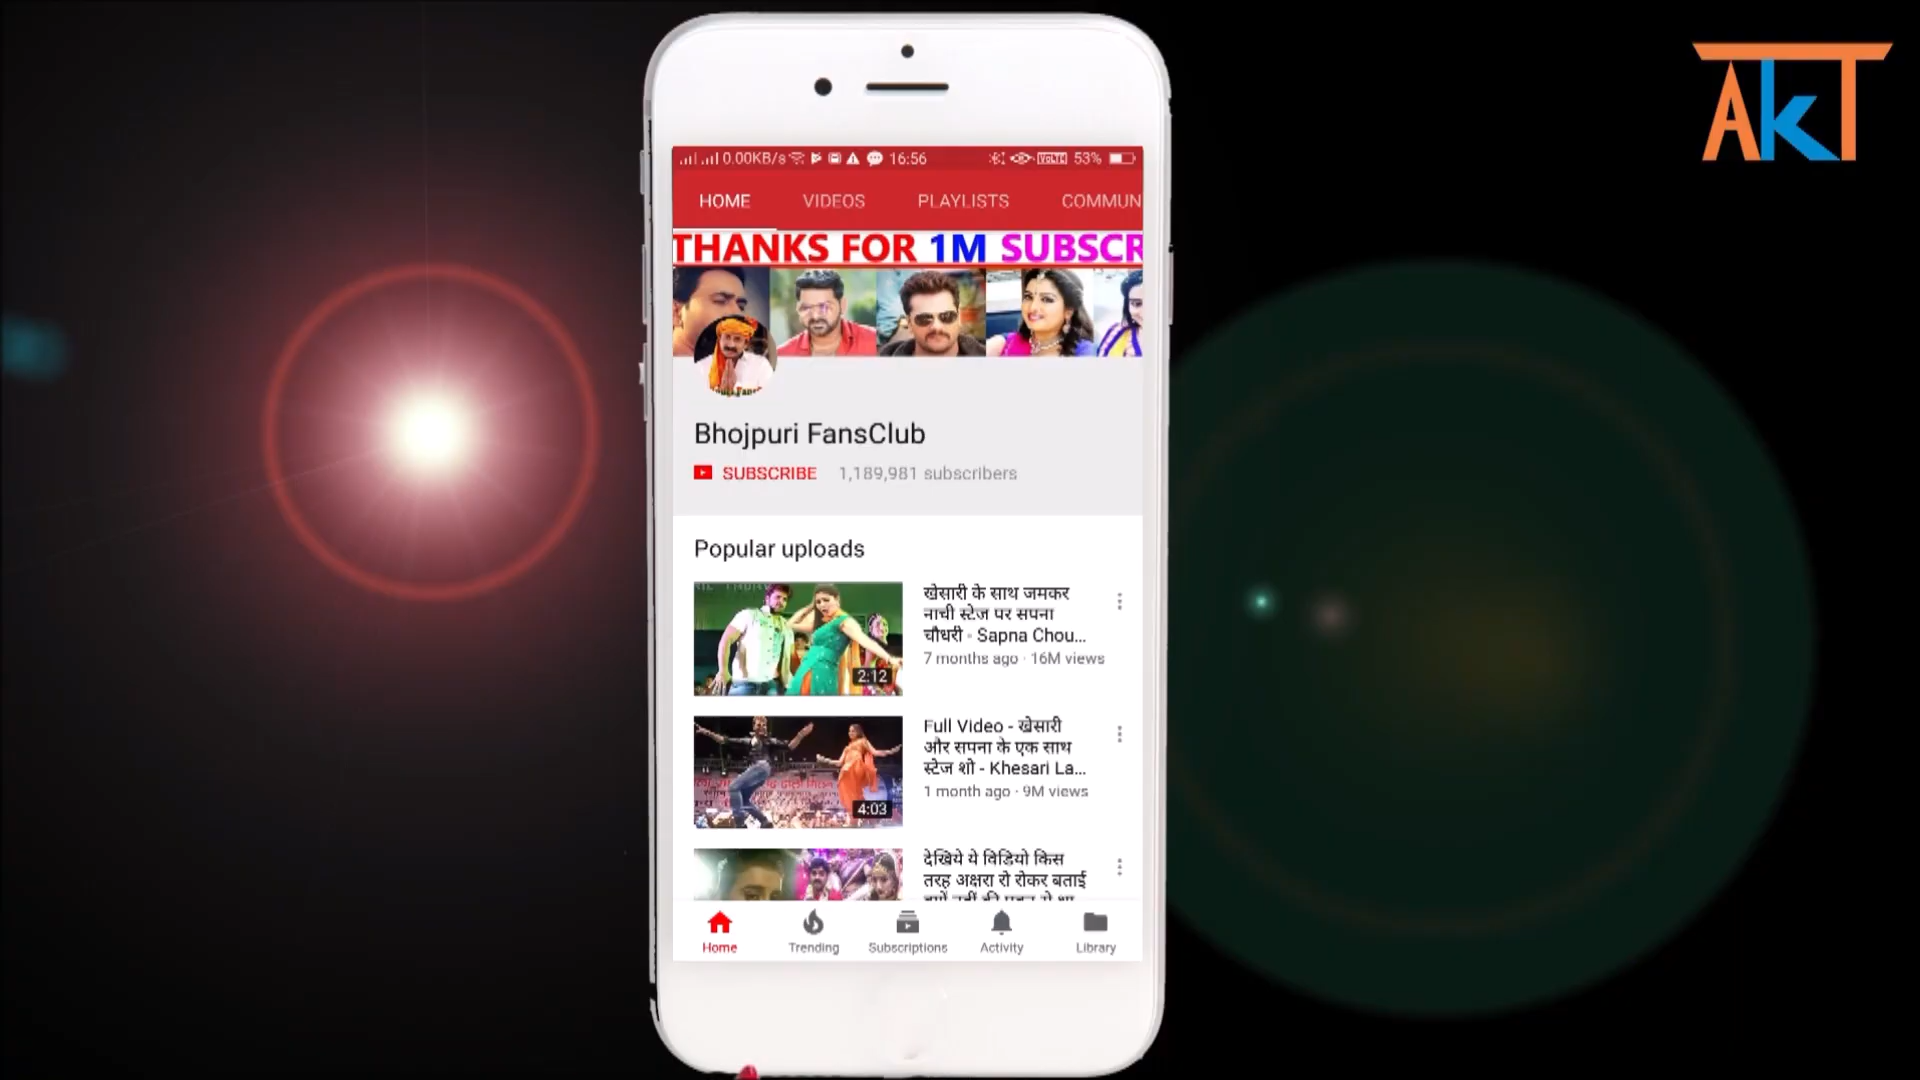 AKT
0.00KB/s 16:56 VoLTE 53%
HOME VIDEOS PLAYLISTS COMMUN
THANKS FOR 1M SUBSCR
Bhojpuri FansClub
SUBSCRIBE 1,189,981 subscribers
Popular uploads
खेसारी के साथ जमकर
नाची स्टेज पर सपना
चौधरी - Sapna Chou...
7 months ago · 16M views
2:12
Full Video - खेसारी
और सपना के एक साथ
स्टेज शो - Khesari La...
1 month ago · 9M views
4:03
देखिये ये विडियो किस
तरह अक्षरा रो रोकर बताई
Home Trending Subscriptions Activity Library